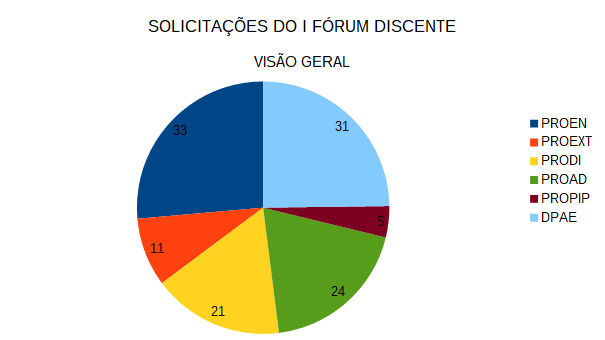 SOLICITAÇÕES DO I FÓRUM DISCENTE
VISÃO GERAL
33
31
5
11
24
21
PROEN
PROEXT
PRODI
PROAD
PROPIP
DPAE